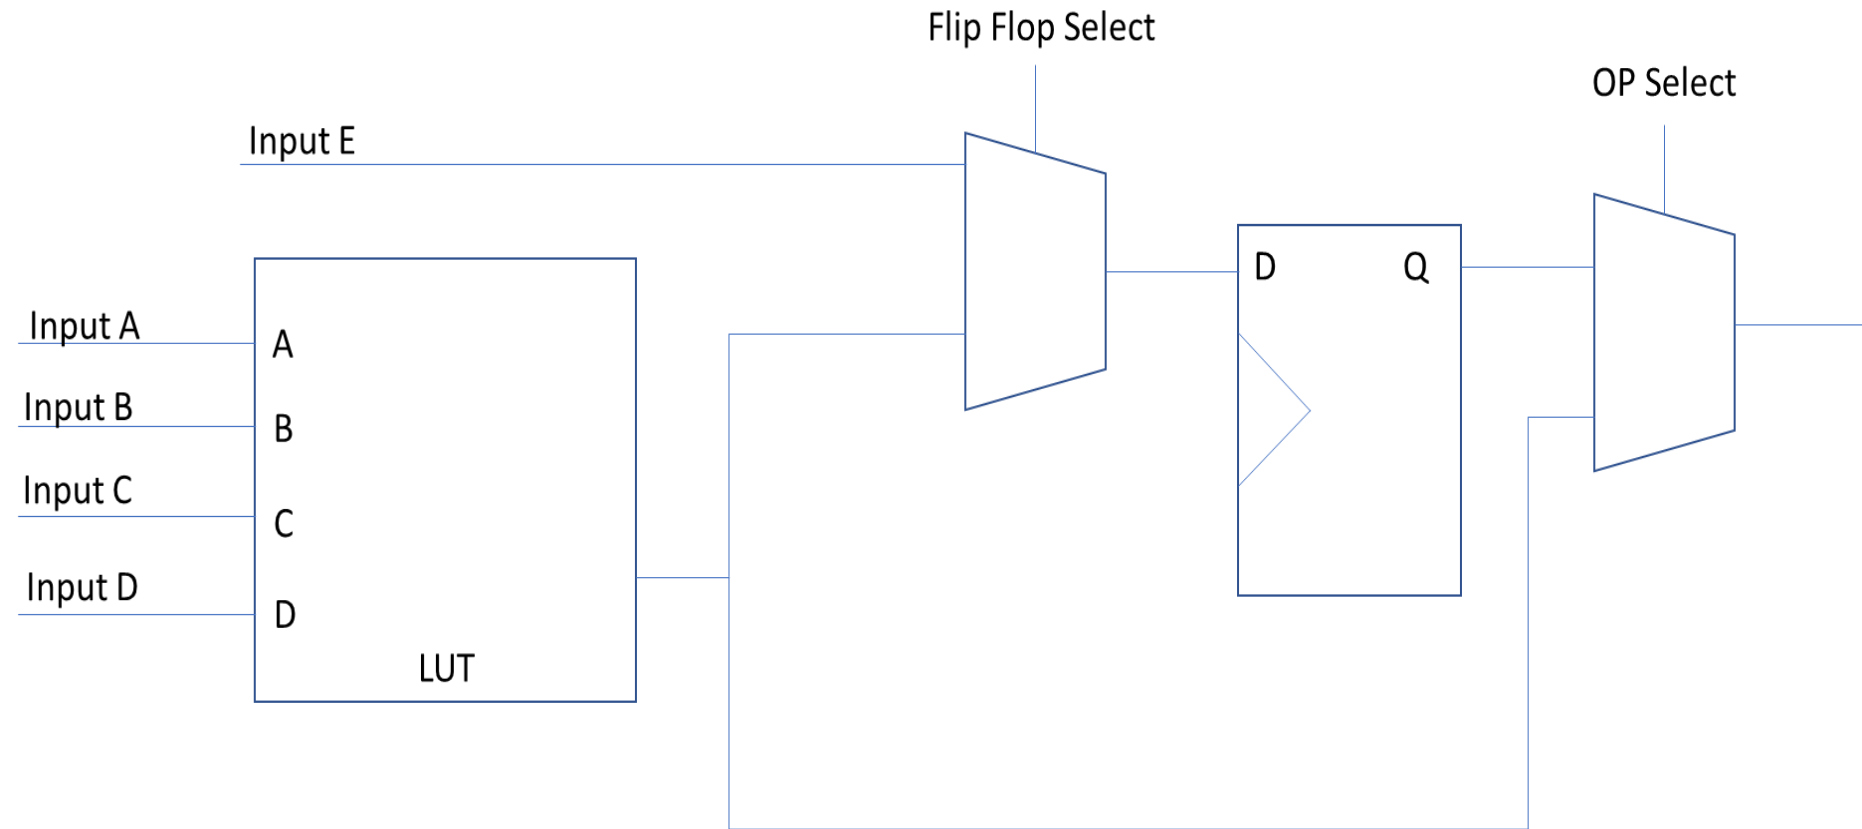 Flip Flop Select
OP Select
Input E
Input A
A
Input B
B
Input C
C
Input D
D
LUT
D
Q